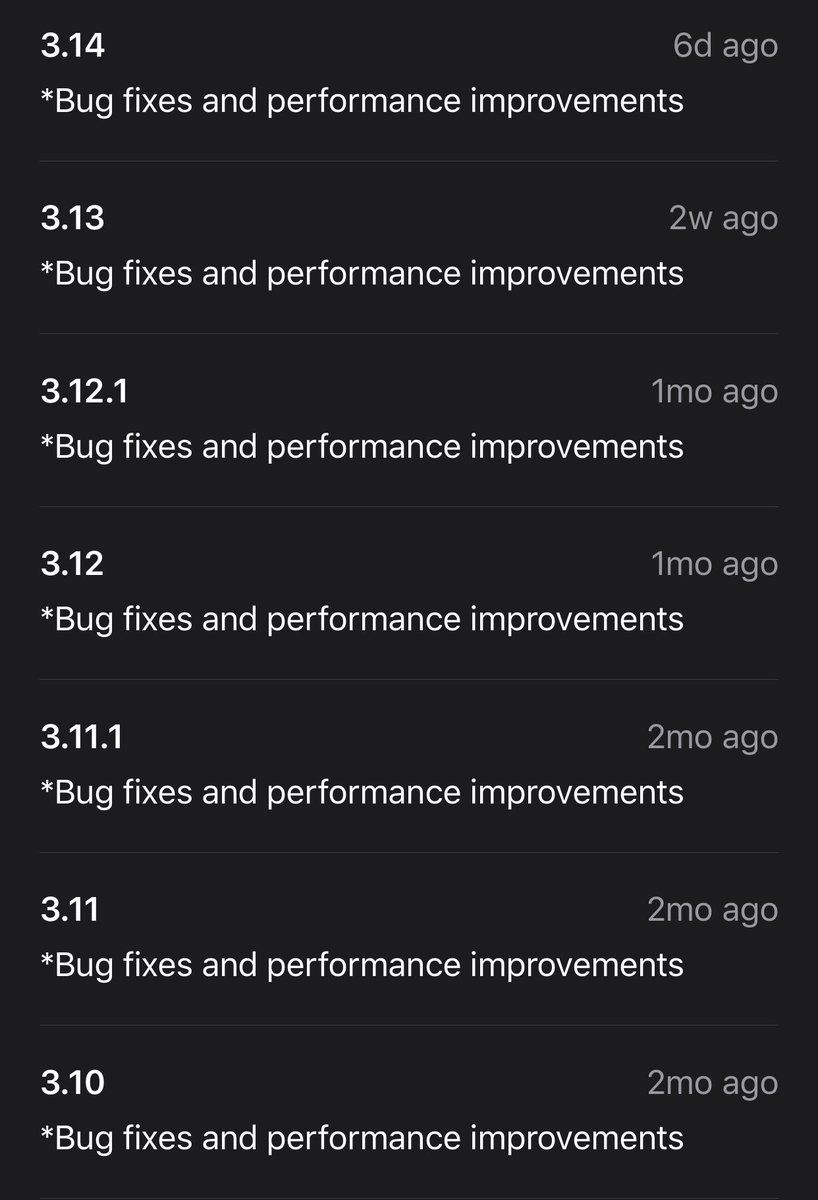 3.14 6d ago
*Bug fixes and performance improvements
3.13 2w ago
*Bug fixes and performance improvements
3.12.1 1mo ago
*Bug fixes and performance improvements
3.12 1mo ago
*Bug fixes and performance improvements
3.11.1 2mo ago
*Bug fixes and performance improvements
3.11 2mo ago
*Bug fixes and performance improvements
3.10 2mo ago
*Bug fixes and performance improvements